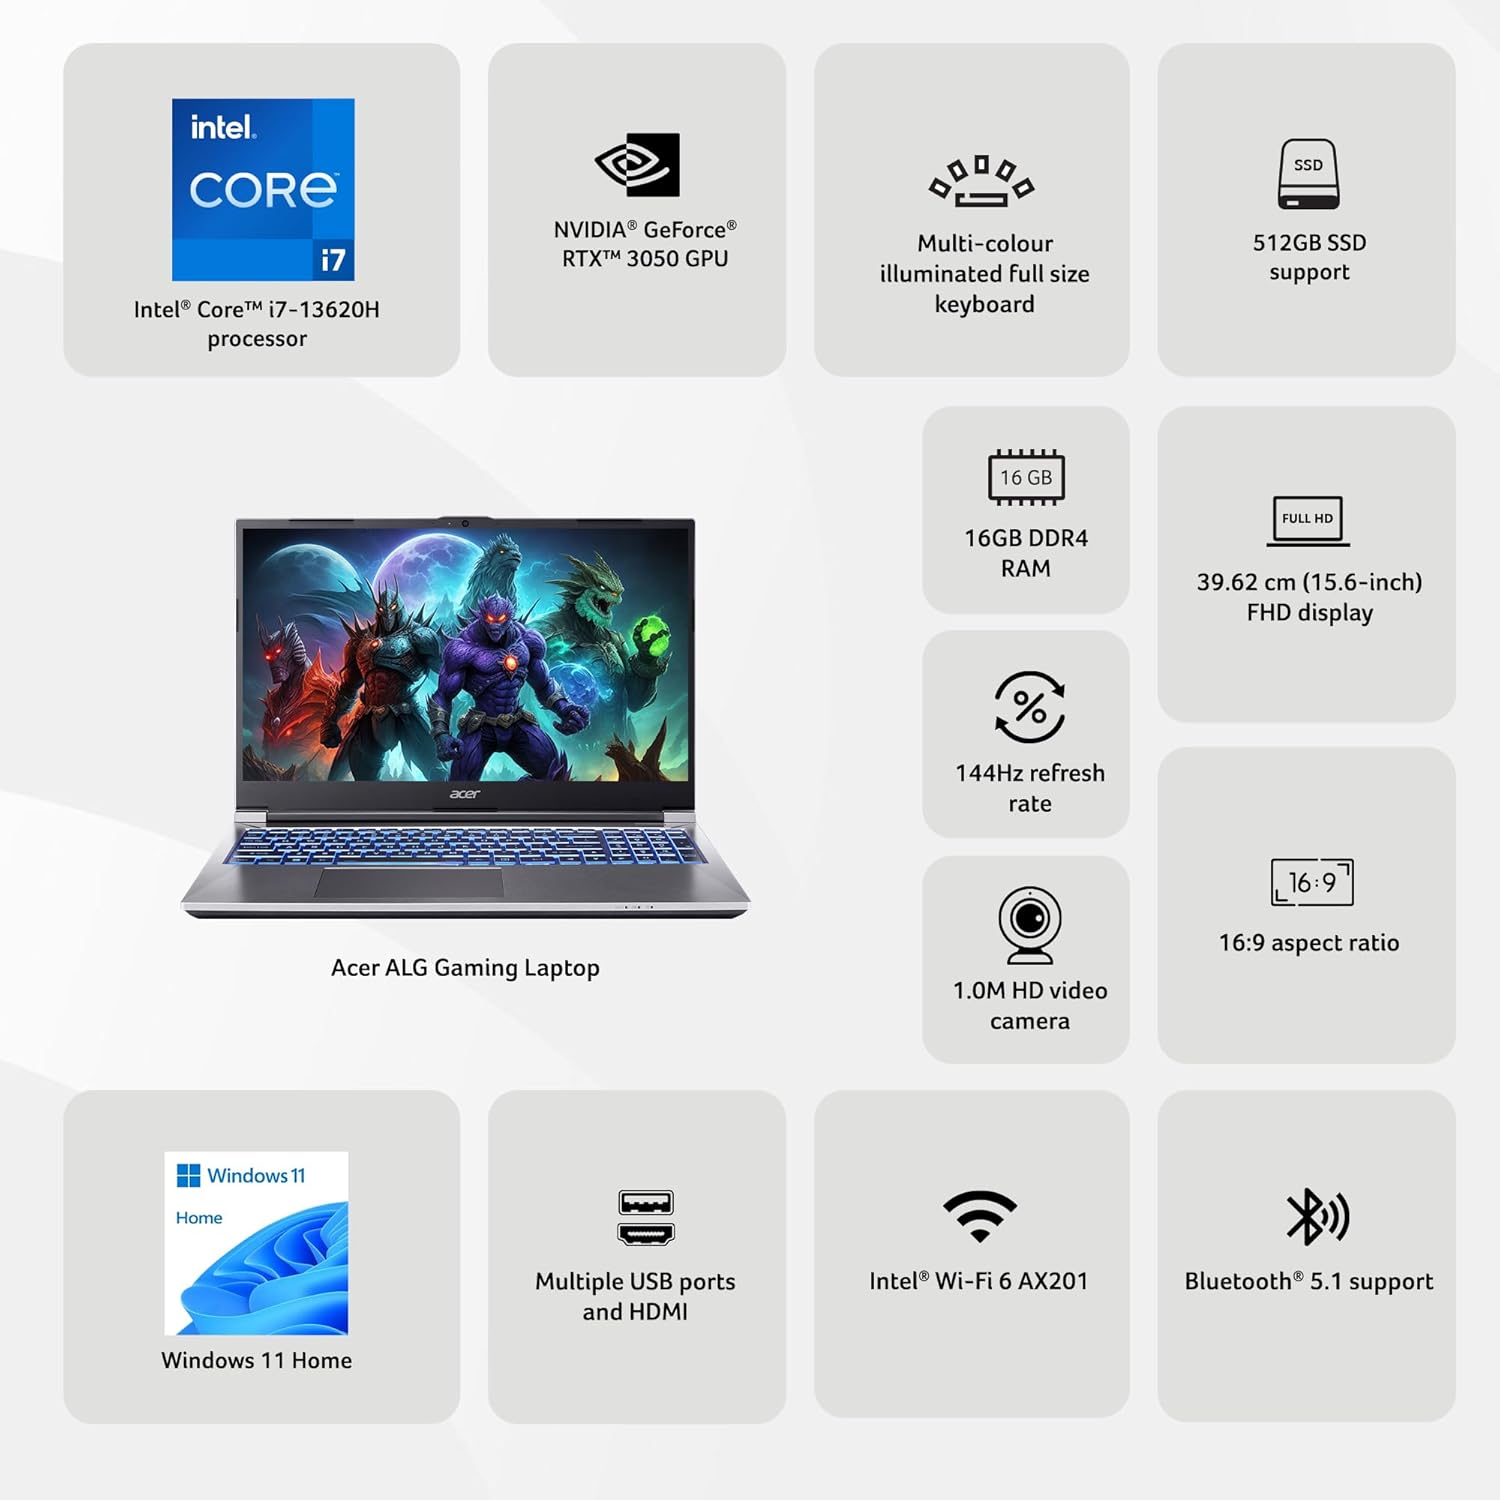 intel.
CORE™
i7
Intel® Core™ i7-13620H
processor
NVIDIA® GeForce®
RTX™ 3050 GPU
Multi-colour
illuminated full size
keyboard
SSD
512GB SSD
support
16 GB
16GB DDR4
RAM
FULL HD
39.62 cm (15.6-inch)
FHD display
144Hz refresh
rate
acer
Acer ALG Gaming Laptop
1.0M HD video
camera
16:9
16:9 aspect ratio
Windows 11
Home
Windows 11 Home
Multiple USB ports
and HDMI
Intel® Wi-Fi 6 AX201
Bluetooth® 5.1 support